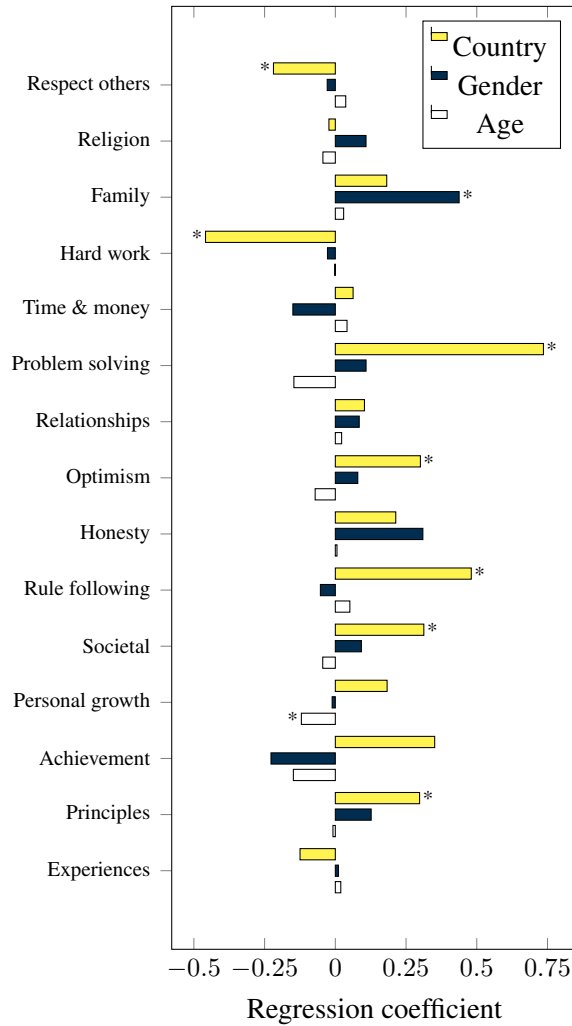 Country
Gender
Age
*
Respect others
Religion
Family
*
*
Hard work
Time & money
*
Problem solving
Relationships
*
Optimism
Honesty
*
Rule following
*
Societal
Personal growth
*
Achievement
*
Principles
Experiences
−0.5 −0.25 0 0.25 0.5 0.75
Regression coefficient